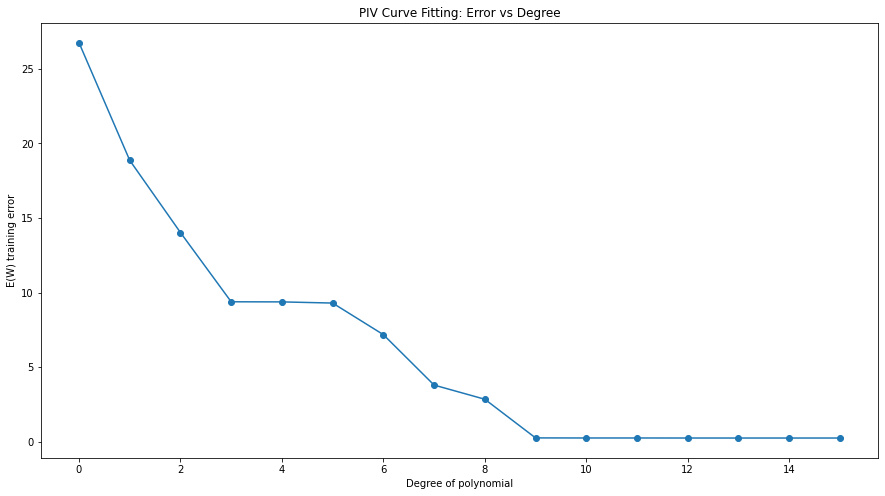 PIV Curve Fitting: Error vs Degree
E(W) training error
25
20
15
10
5
0
0 2 4 6 8 10 12 14
Degree of polynomial